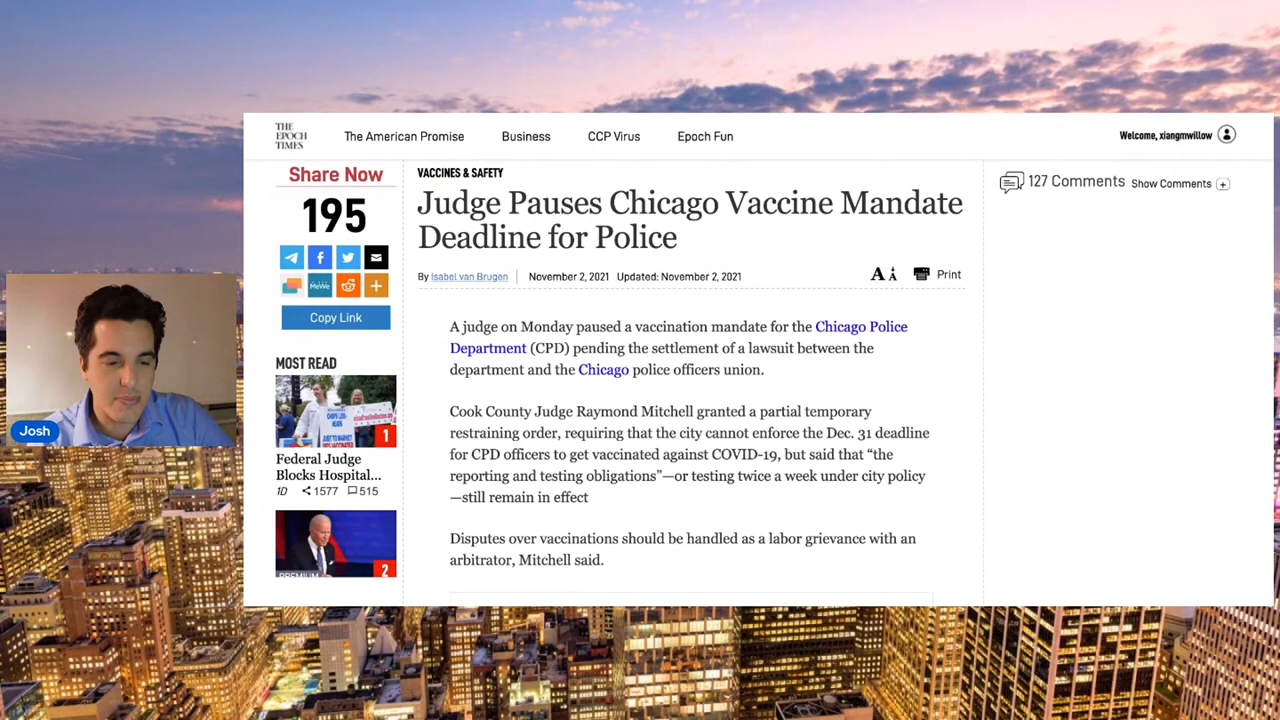 THE
EPOCH
TIMES
The American Promise
Business
CCP Virus
Epoch Fun
Welcome, xiangmwillow
Share Now
195
MeWe
Copy Link
MOST READ
1
Federal Judge
Blocks Hospital...
1D 1577 515
PREMIUM
2
VACCINES & SAFETY
Judge Pauses Chicago Vaccine Mandate
Deadline for Police
By Isabel van Brugen November 2, 2021 Updated: November 2, 2021
A A Print
A judge on Monday paused a vaccination mandate for the Chicago Police
Department (CPD) pending the settlement of a lawsuit between the
department and the Chicago police officers union.
Cook County Judge Raymond Mitchell granted a partial temporary
restraining order, requiring that the city cannot enforce the Dec. 31 deadline
for CPD officers to get vaccinated against COVID-19, but said that “the
reporting and testing obligations”—or testing twice a week under city policy
—still remain in effect
Disputes over vaccinations should be handled as a labor grievance with an
arbitrator, Mitchell said.
127 Comments Show Comments +
Josh